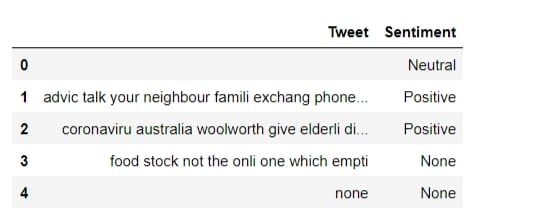 Tweet Sentiment
0 Neutral
1 advic talk your neighbour famili exchang phone... Positive
2 coronaviru australia woolworth give elderli di... Positive
3 food stock not the onli one which empti None
4 none None